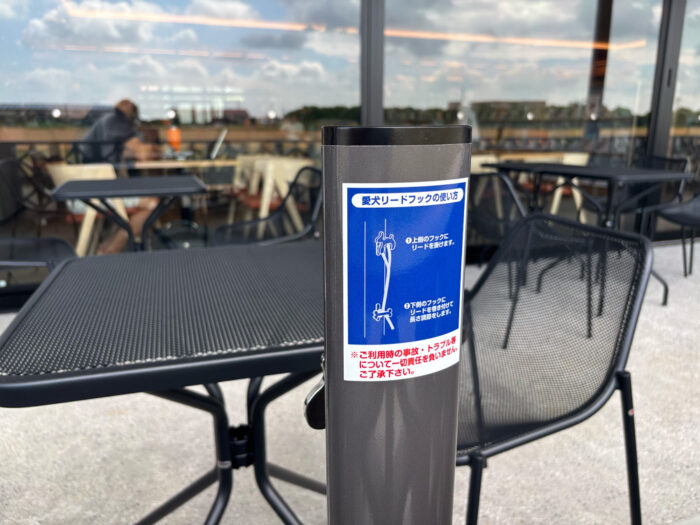 愛犬リードフックの使い方
❶上側のフックに
リードを掛けます。
❷下側のフックに
リードを巻き付けて
長さ調節をします。
※ご利用時の事故・トラブル等
について一切責任を負いません。
ご了承下さい。